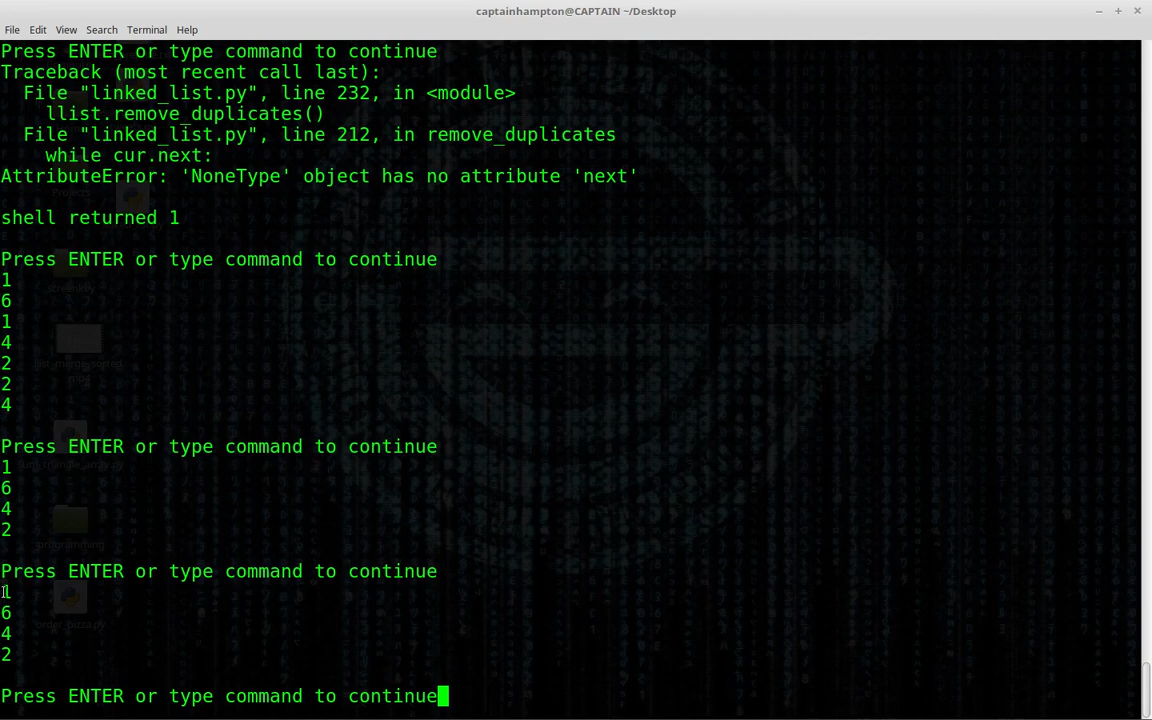 captainhampton@CAPTAIN ~/Desktop
File Edit View Search Terminal Help
Press ENTER or type command to continue
Traceback (most recent call last):
  File "linked_list.py", line 232, in <module>
    llist.remove_duplicates()
  File "linked_list.py", line 212, in remove_duplicates
    while cur.next:
AttributeError: 'NoneType' object has no attribute 'next'
shell returned 1
Press ENTER or type command to continue
1
6
1
4
2
2
4
Press ENTER or type command to continue
1
6
4
2
Press ENTER or type command to continue
1
6
4
2
Press ENTER or type command to continue
screenkey
programming
order_pizza.py